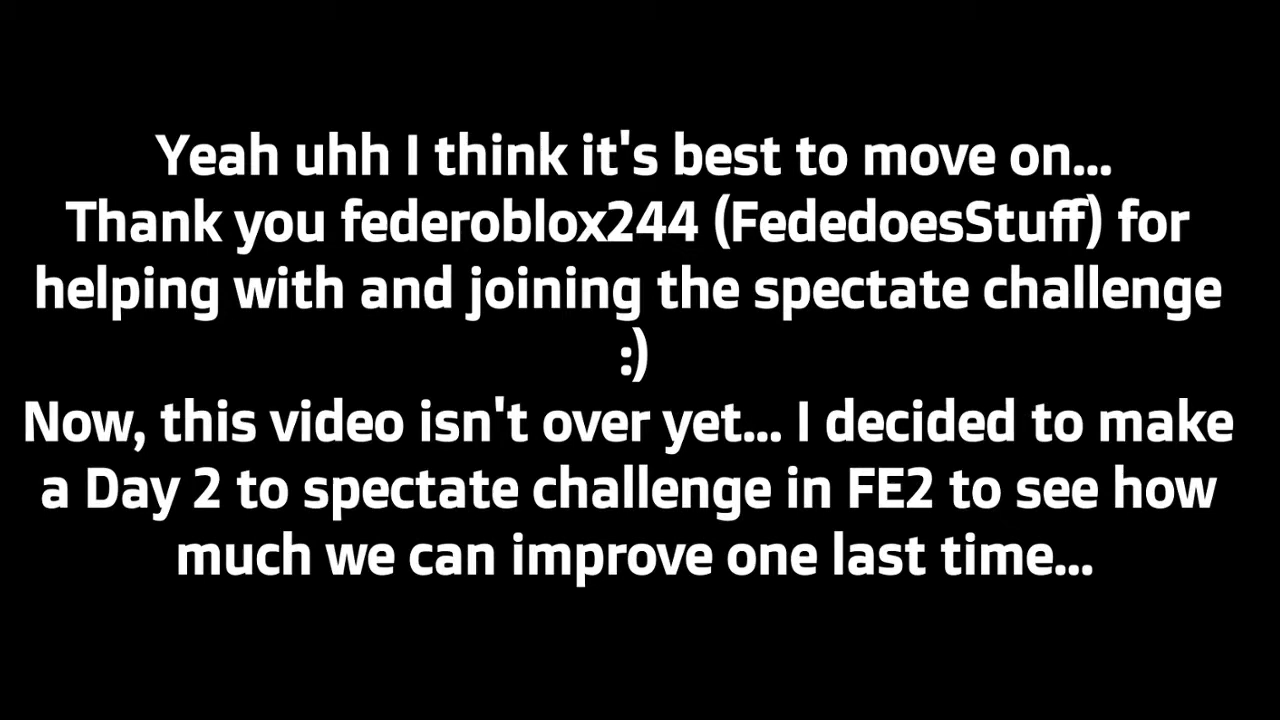 Yeah uhh I think it's best to move on...
Thank you federoblox244 (FededoesStuff) for
helping with and joining the spectate challenge
:)
Now, this video isn't over yet... I decided to make
a Day 2 to spectate challenge in FE2 to see how
much we can improve one last time...